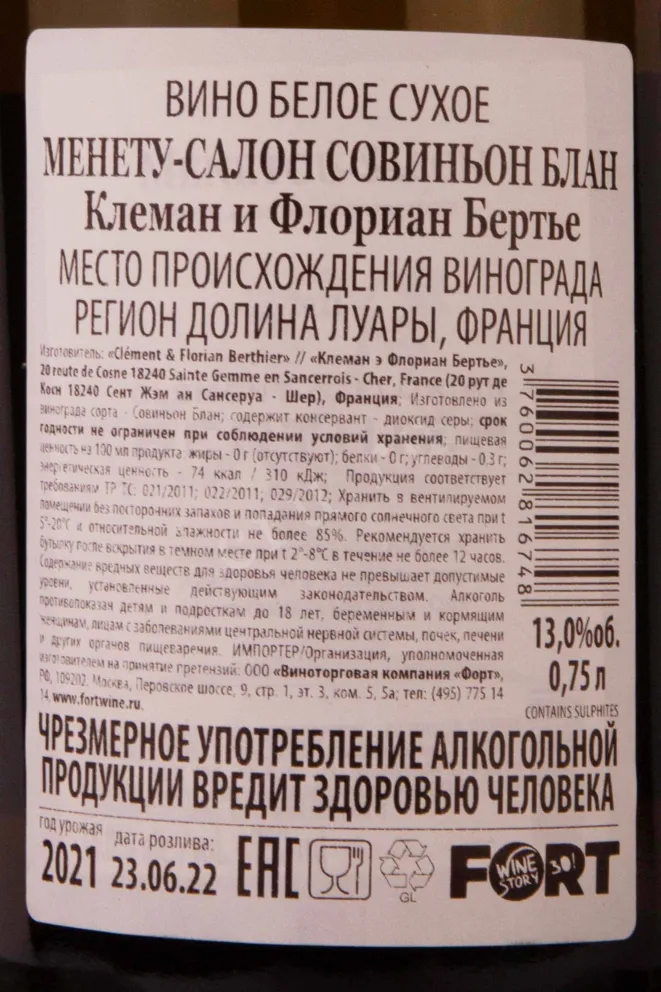 ВИНО БЕЛОЕ СУХОЕ
МЕНЕТУ-САЛОН СОВИНЬОН БЛАН
Клеман и Флориан Бертье
МЕСТО ПРОИСХОЖДЕНИЯ ВИНОГРАДА
РЕГИОН ДОЛИНА ЛУАРЫ, ФРАНЦИЯ
Изготовитель: «Clément & Florian Berthier» // «Клеман э Флориан Бертье»,
20 route de Cosne 18240 Sainte Gemme en Sancerrois - Cher, France (20 рут де
Косн 18240 Сент Жэм ан Сансеруа - Шер), Франция; Изготовлено из
винограда сорта - Совиньон Блан; содержит консервант - диоксид серы; срок
годности не ограничен при соблюдении условий хранения; пищевая
ценность на 100 мл продукта: жиры - 0 г (отсутствуют); белки - 0 г; углеводы - 0,3 г;
энергетическая ценность - 74 ккал / 310 кДж; Продукция соответствует
требованиям ТР ТС: 021/2011; 022/2011; 029/2012; Хранить в вентилируемом
помещении без посторонних запахов и попадания прямого солнечного света при t
5°-20°C и относительной влажности не более 85%. Рекомендуется хранить
бутылку после вскрытия в темном месте при t 2°-8°C в течение не более 12 часов.
Содержание вредных веществ для здоровья человека не превышает допустимые
уровни, установленные действующим законодательством. Алкоголь
противопоказан детям и подросткам до 18 лет, беременным и кормящим
женщинам, лицам с заболеваниями центральной нервной системы, почек, печени
и других органов пищеварения. ИМПОРТЕР/Организация, уполномоченная
изготовителем на принятие претензий: ООО «Виноторговая компания «Форт»,
РФ, 109202, Москва, Перовское шоссе, 9, стр. 1, эт. 3, ком. 5, 5а; тел: (495) 775 14
14, www.fortwine.ru.
3 760062 816748
13,0%об.
0,75 л
CONTAINS SULPHITES
ЧРЕЗМЕРНОЕ УПОТРЕБЛЕНИЕ АЛКОГОЛЬНОЙ
ПРОДУКЦИИ ВРЕДИТ ЗДОРОВЬЮ ЧЕЛОВЕКА
год урожая дата розлива:
2021 23.06.22 EAC GL FORT WINE STORY 30!